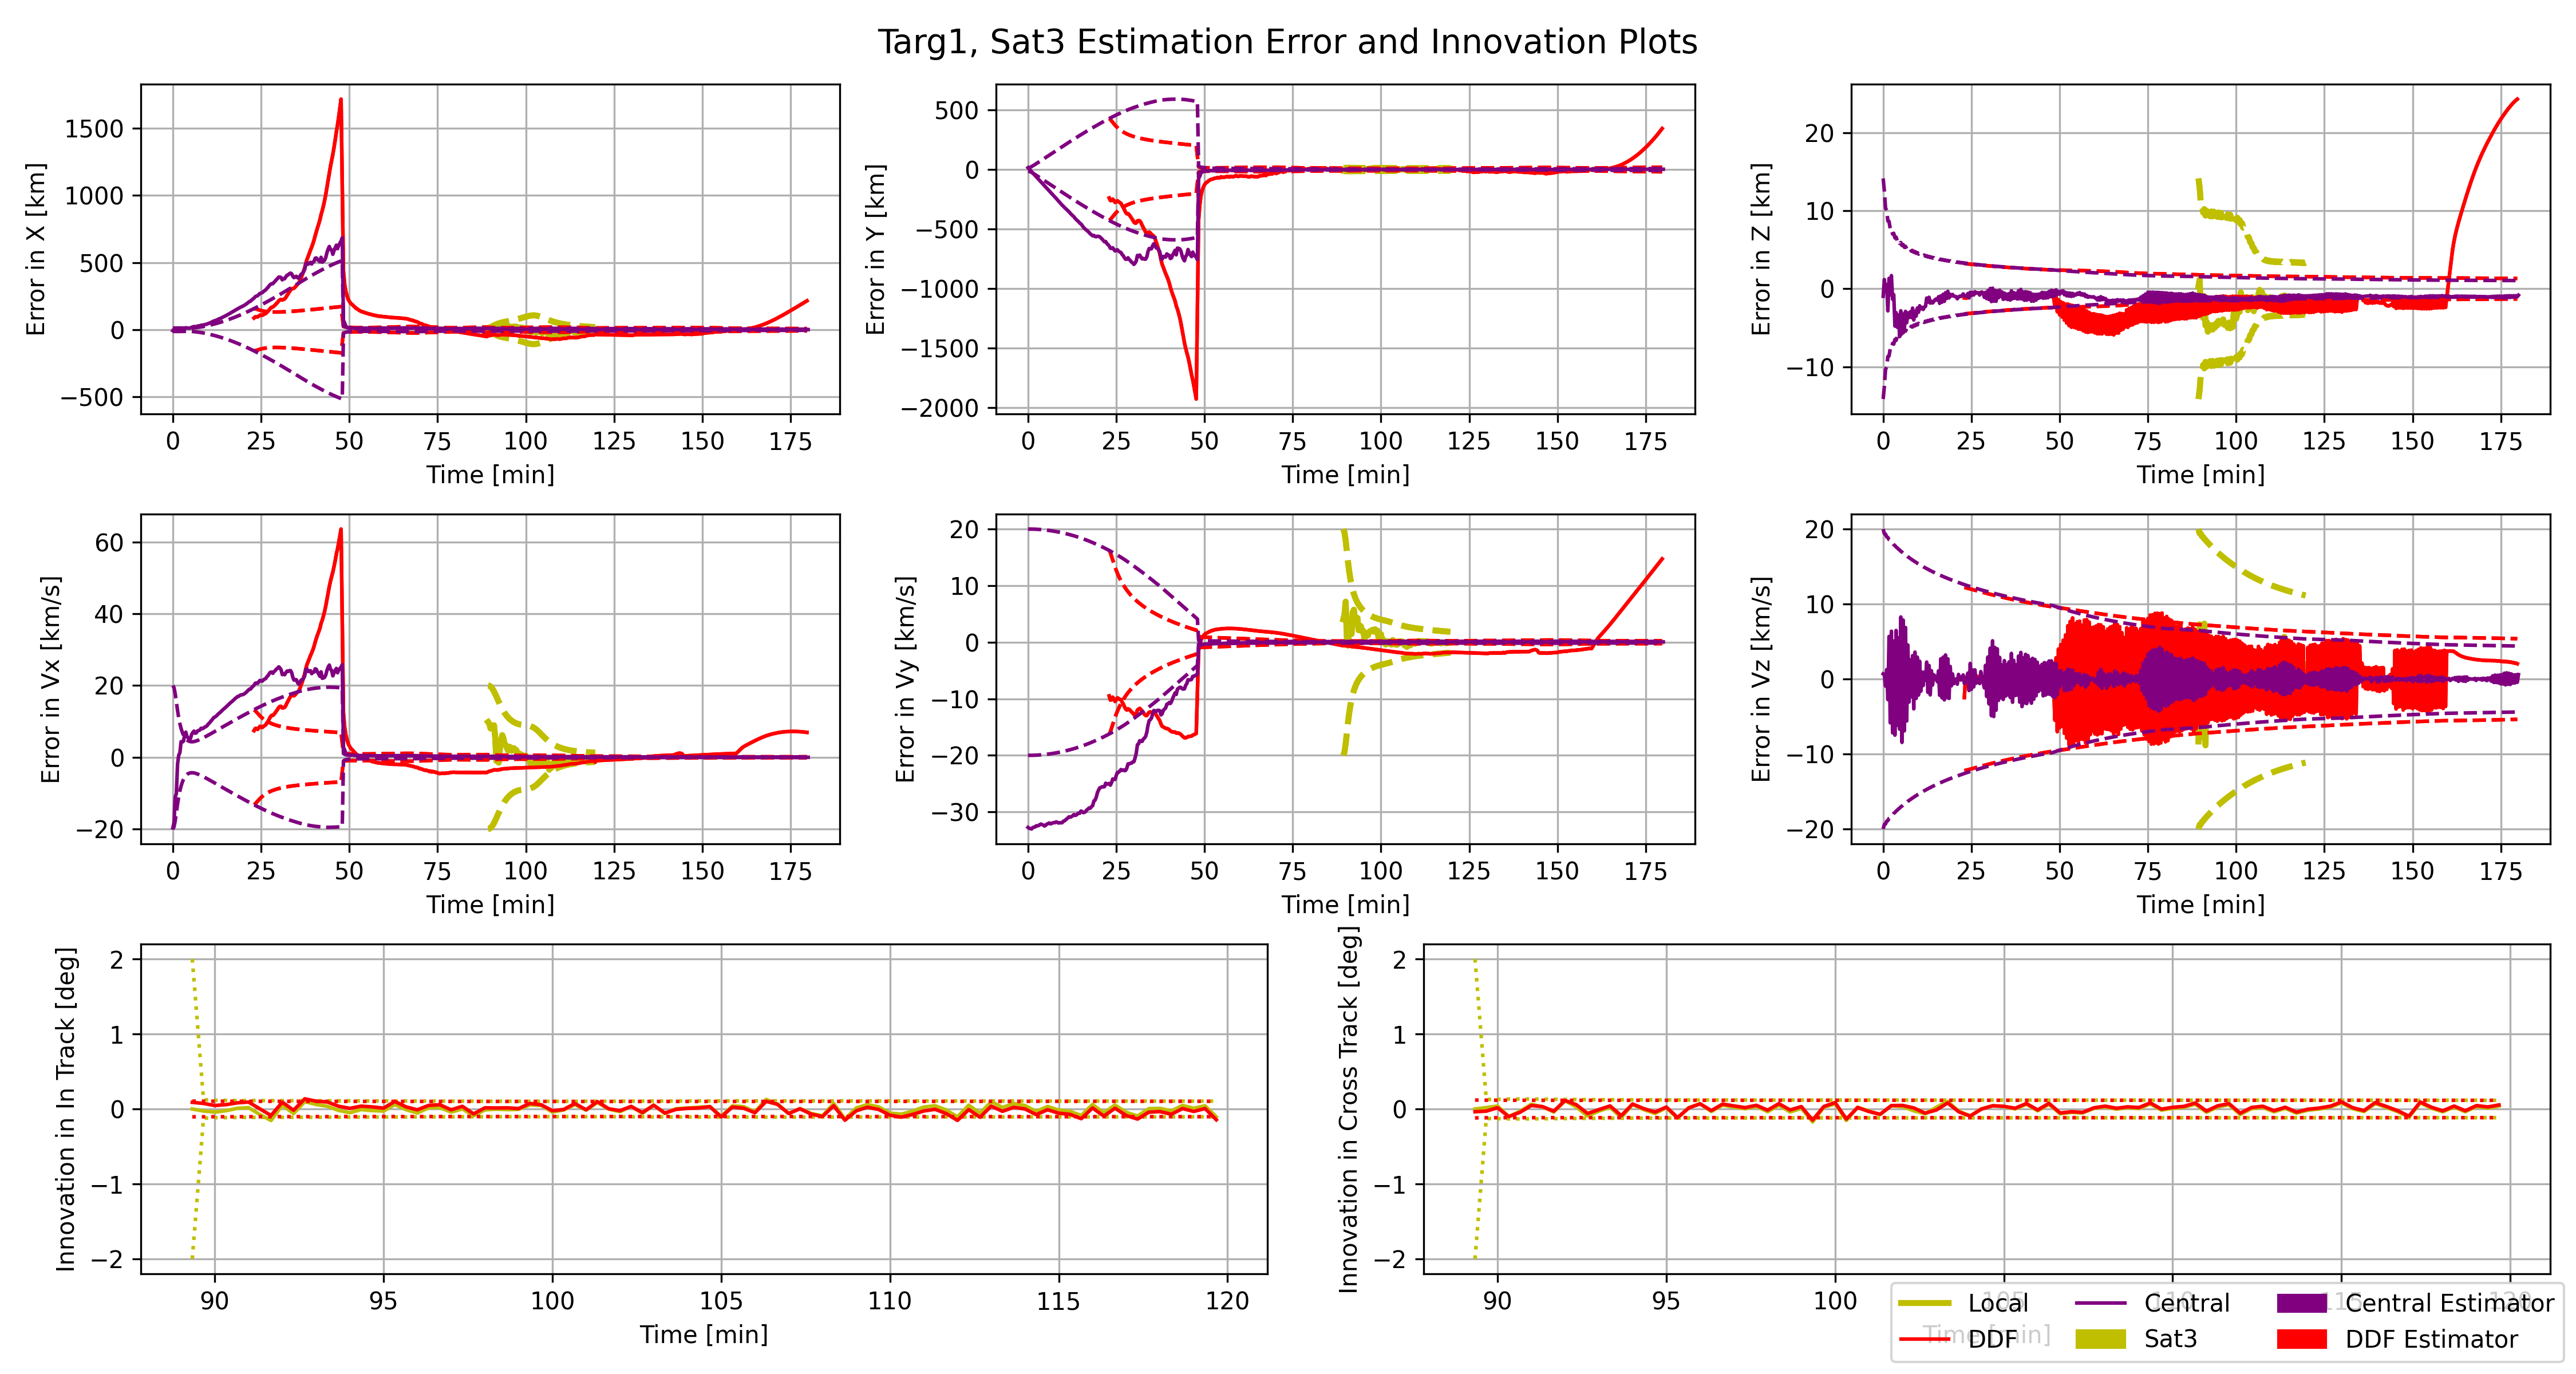 Targ1, Sat3 Estimation Error and Innovation Plots
Error in X [km]
1500
1000
500
0
−500
0 25 50 75 100 125 150 175
Time [min]
Error in Y [km]
500
0
−500
−1000
−1500
−2000
0 25 50 75 100 125 150 175
Time [min]
Error in Z [km]
20
10
0
−10
0 25 50 75 100 125 150 175
Time [min]
Error in Vx [km/s]
60
40
20
0
−20
0 25 50 75 100 125 150 175
Time [min]
Error in Vy [km/s]
20
10
0
−10
−20
−30
0 25 50 75 100 125 150 175
Time [min]
Error in Vz [km/s]
20
10
0
−10
−20
0 25 50 75 100 125 150 175
Time [min]
Innovation in In Track [deg]
2
1
0
−1
−2
90 95 100 105 110 115 120
Time [min]
Innovation in Cross Track [deg]
2
1
0
−1
−2
90 95 100 105 110 115 120
Time [min]
Local Central Central Estimator
DDF Sat3 DDF Estimator